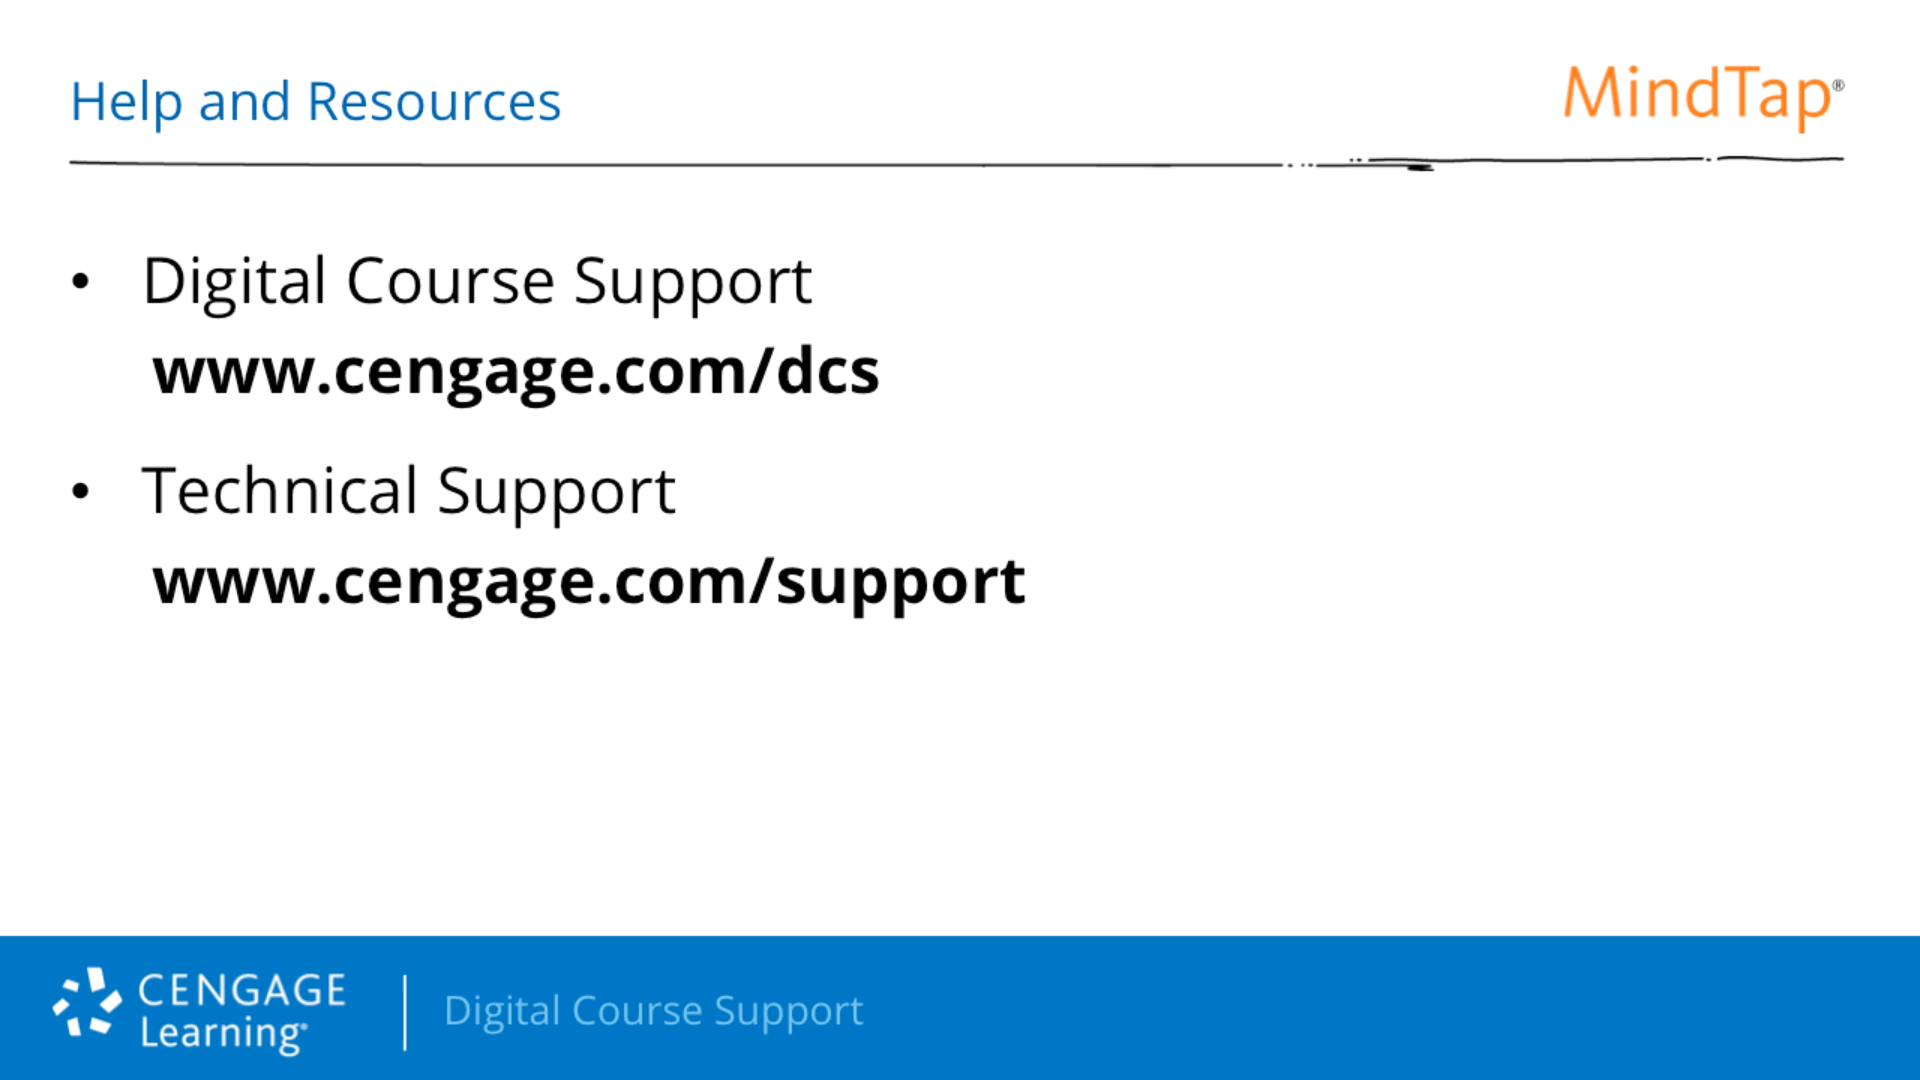 Help and Resources
MindTap®
• Digital Course Support
www.cengage.com/dcs
• Technical Support
www.cengage.com/support
CENGAGE
Learning®
Digital Course Support